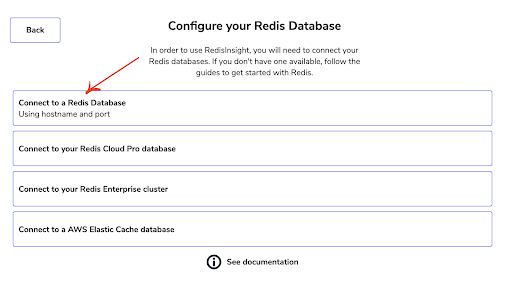 Back
Configure your Redis Database
In order to use RedisInsight, you will need to connect your
Redis databases. If you don't have one available, follow the
guides to get started with Redis.
Connect to a Redis Database
Using hostname and port
Connect to your Redis Cloud Pro database
Connect to your Redis Enterprise cluster
Connect to a AWS Elastic Cache database
See documentation